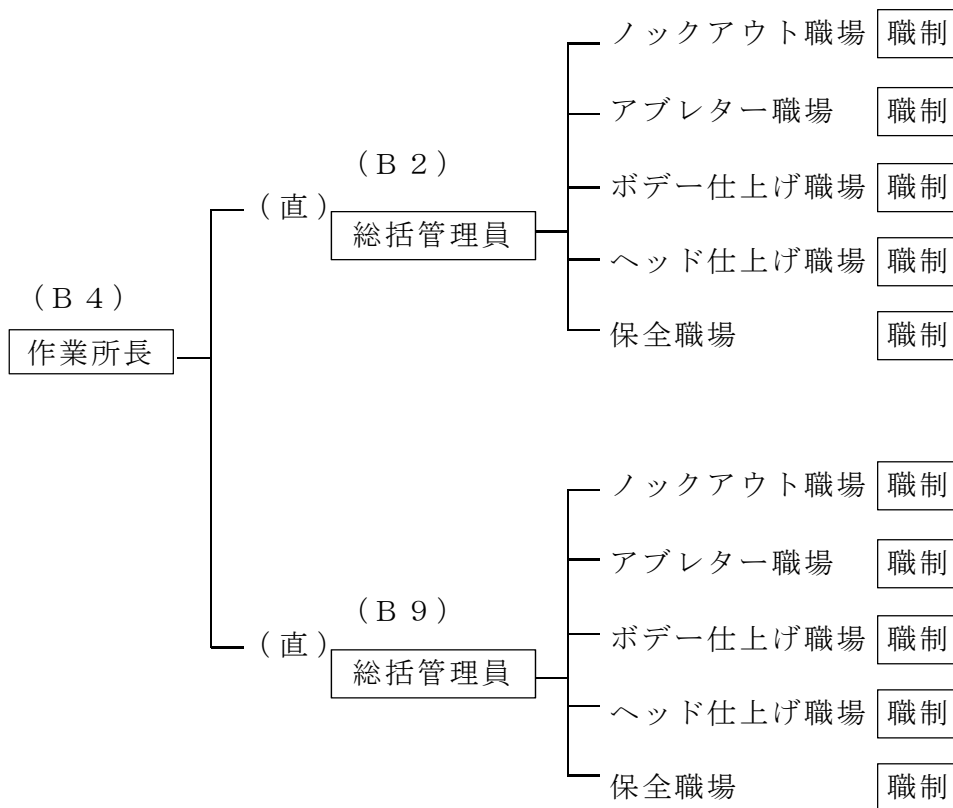 ノックアウト職場 職制
アブレター職場 職制
(B2)
ボデー仕上げ職場 職制
(直)
総括管理員
ヘッド仕上げ職場 職制
(B4)
保全職場 職制
作業所長
ノックアウト職場 職制
アブレター職場 職制
(B9)
ボデー仕上げ職場 職制
(直)
総括管理員
ヘッド仕上げ職場 職制
保全職場 職制